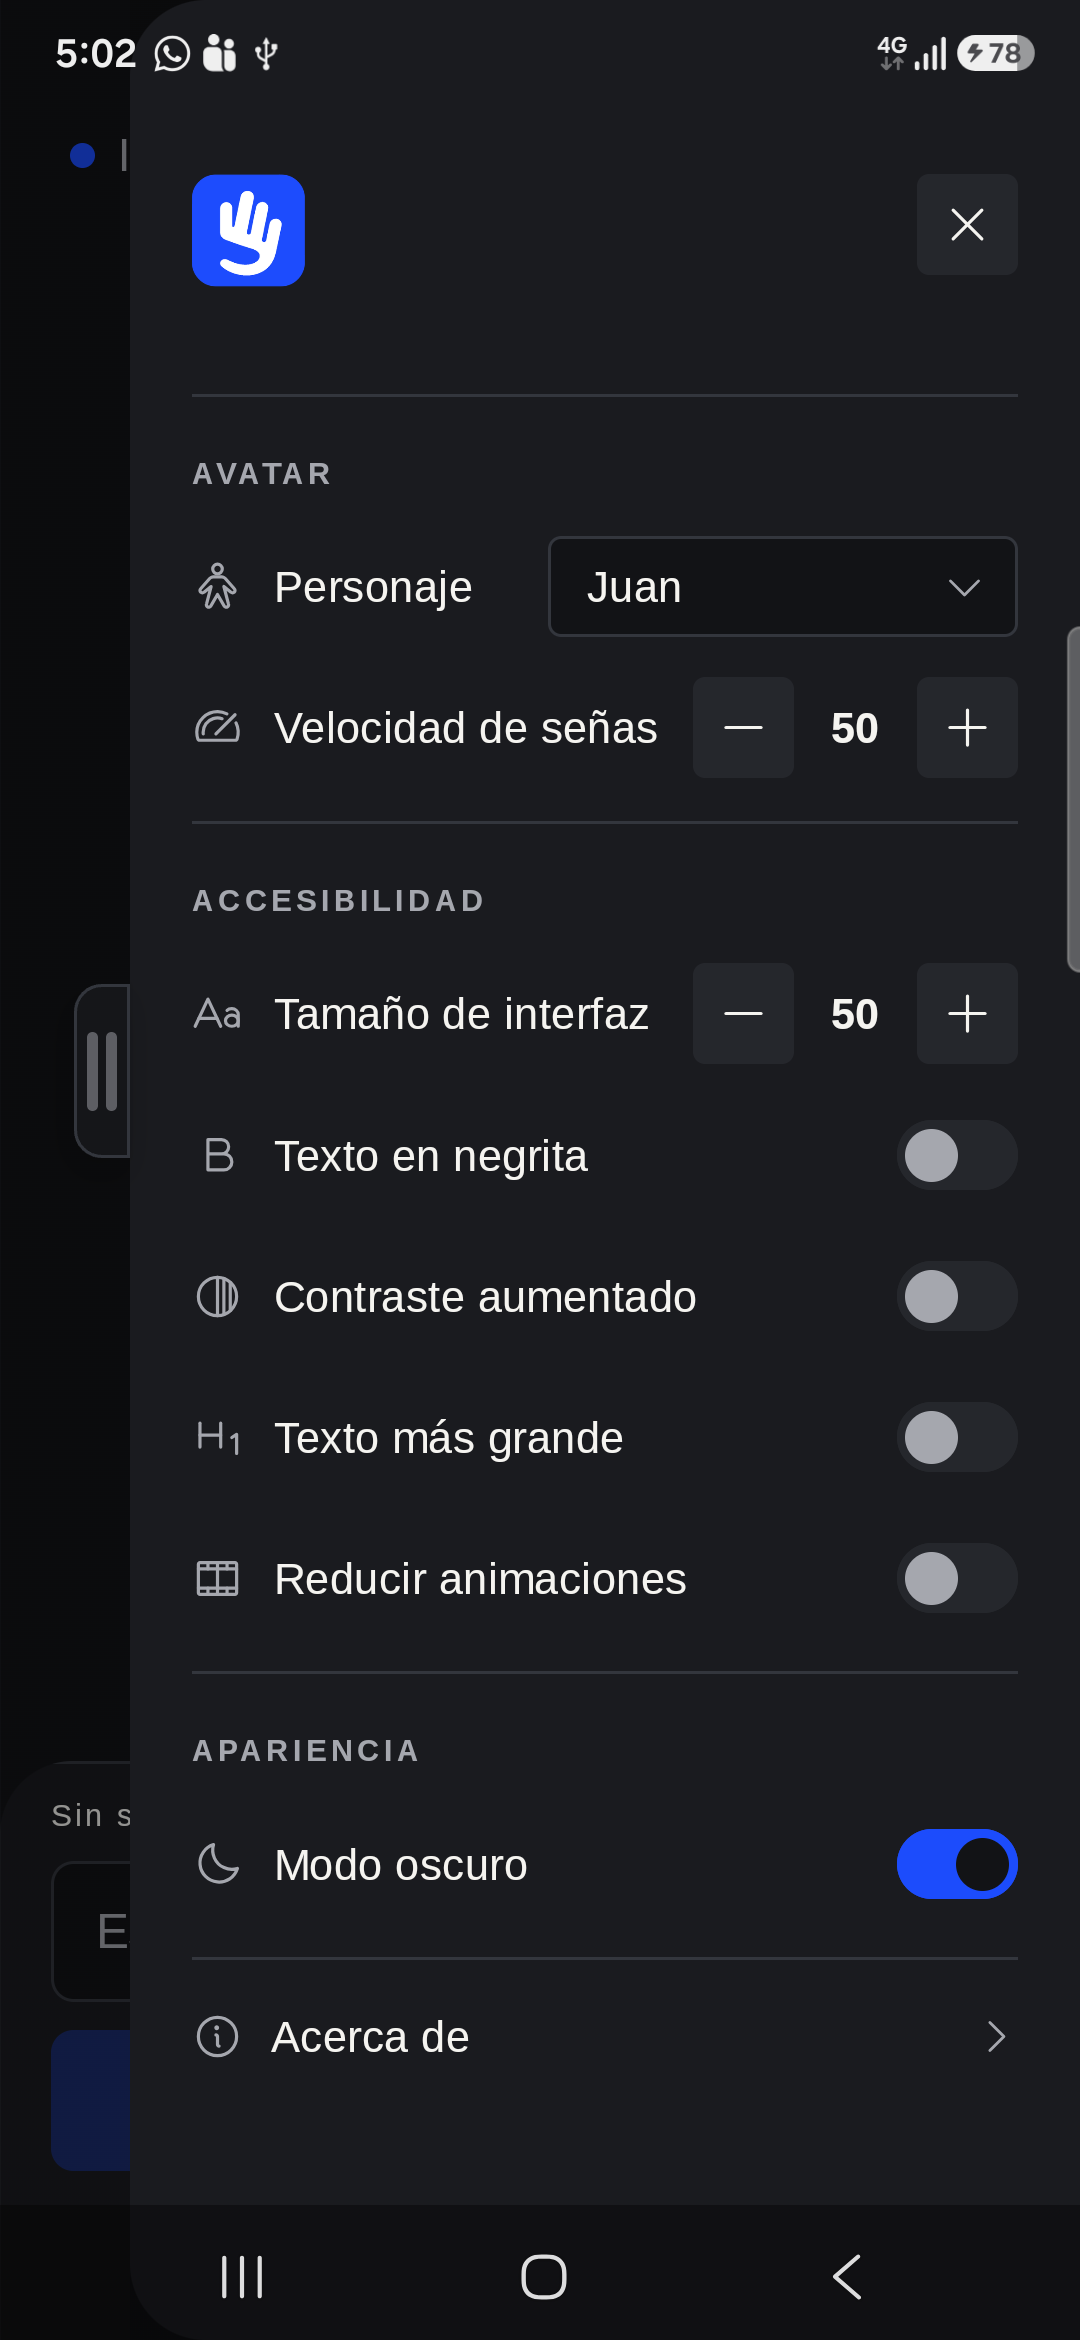 5:02
4G
78
AVATAR
Personaje
Juan
Velocidad de señas
50
ACCESIBILIDAD
Aa
Tamaño de interfaz
50
B
Texto en negrita
Contraste aumentado
H1
Texto más grande
Reducir animaciones
APARIENCIA
Sin s
Modo oscuro
E
Acerca de